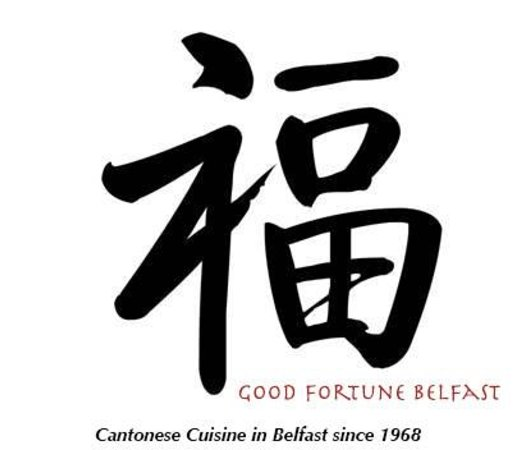 福
GOOD FORTUNE BELFAST
Cantonese Cuisine in Belfast since 1968